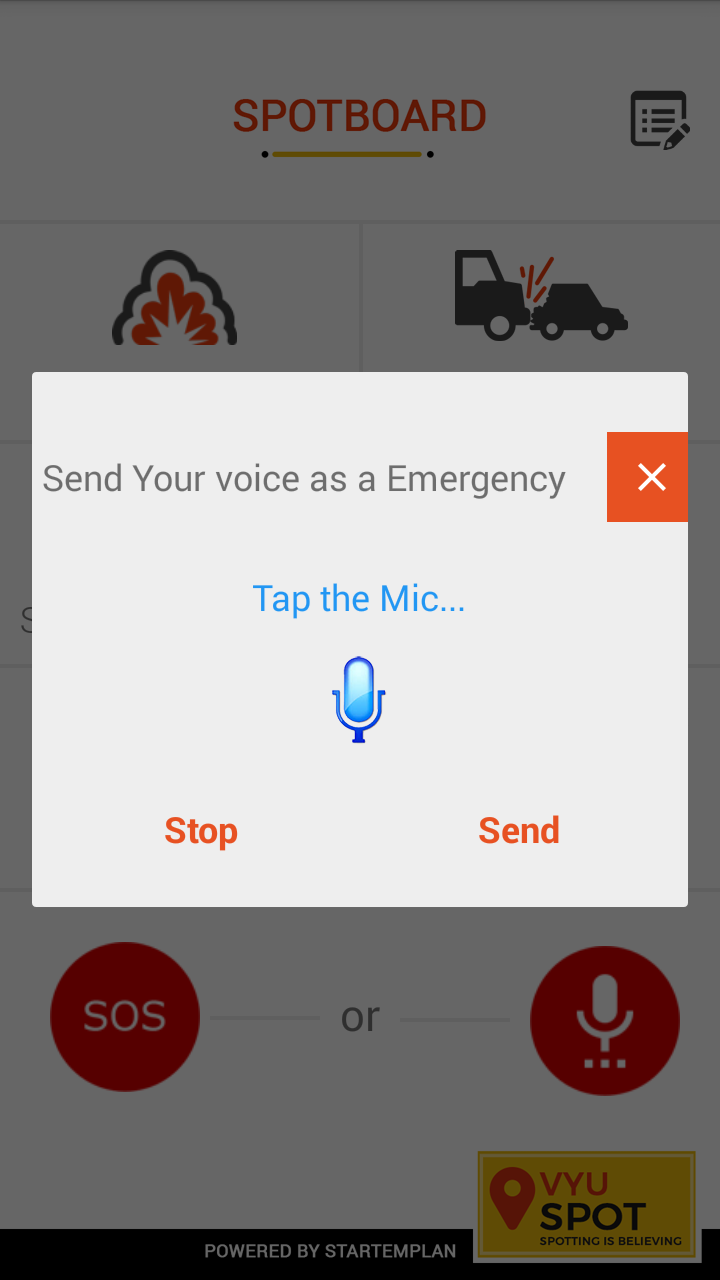 SPOTBOARD
Send Your voice as a Emergency
Tap the Mic...
Stop
Send
SOS
or
VYU
SPOT
SPOTTING IS BELIEVING
POWERED BY STARTEMPLAN